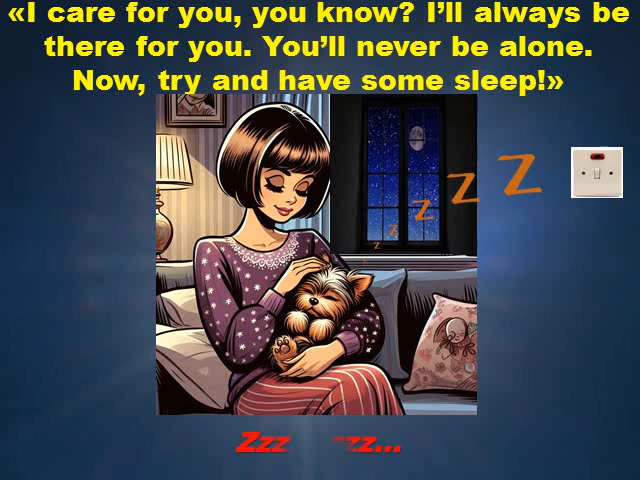 «I care for you, you know? I’ll always be
there for you. You’ll never be alone.
Now, try and have some sleep!»
z z z z Z
Zzz zz...